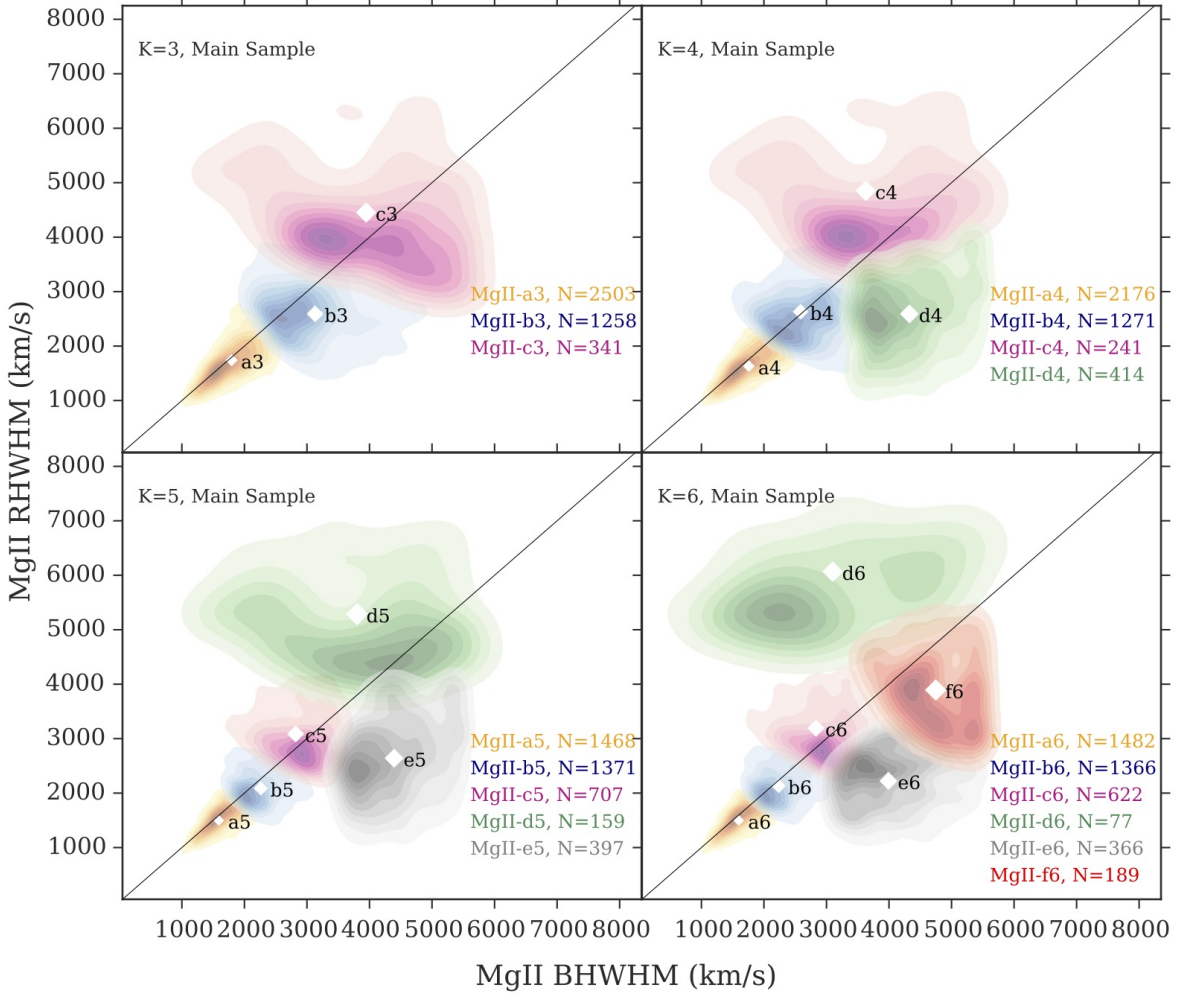 K=3, Main Sample
8000
7000
6000
5000
4000
3000
2000
1000
c3
b3
a3
MgII-a3, N=2503
MgII-b3, N=1258
MgII-c3, N=341
K=4, Main Sample
c4
b4
d4
a4
MgII-a4, N=2176
MgII-b4, N=1271
MgII-c4, N=241
MgII-d4, N=414
MgII RHWHM (km/s)
K=5, Main Sample
8000
7000
6000
5000
4000
3000
2000
1000
d5
c5
e5
b5
a5
MgII-a5, N=1468
MgII-b5, N=1371
MgII-c5, N=707
MgII-d5, N=159
MgII-e5, N=397
K=6, Main Sample
d6
f6
c6
e6
b6
a6
MgII-a6, N=1482
MgII-b6, N=1366
MgII-c6, N=622
MgII-d6, N=77
MgII-e6, N=366
MgII-f6, N=189
1000 2000 3000 4000 5000 6000 7000 8000
1000 2000 3000 4000 5000 6000 7000 8000
MgII BHWHM (km/s)